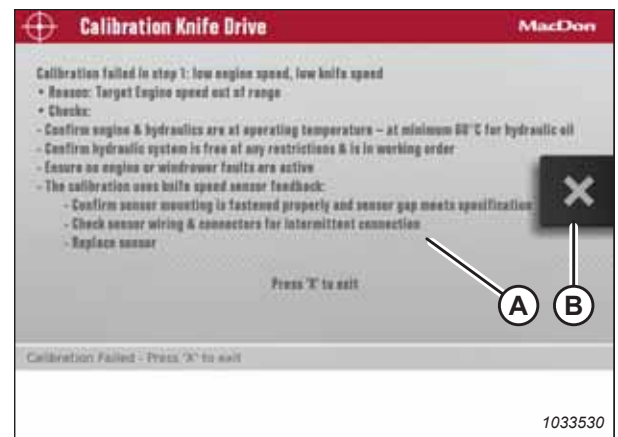 Calibration Knife Drive
MacDon
Calibration failed in step 1: low engine speed, low knife speed
• Reason: Target Engine speed out of range
• Checks:
- Confirm engine & hydraulics are at operating temperature – at minimum 60°C for hydraulic oil
- Confirm hydraulic system is free of any restrictions & is in working order
- Ensure no engine or windrower faults are active
- The calibration uses knife speed sensor feedback:
- Confirm sensor mounting is fastened properly and sensor gap meets specification
- Check sensor wiring & connectors for intermittent connection
- Replace sensor
Press 'X' to exit
A
B
Calibration Failed - Press 'X' to exit
1033530